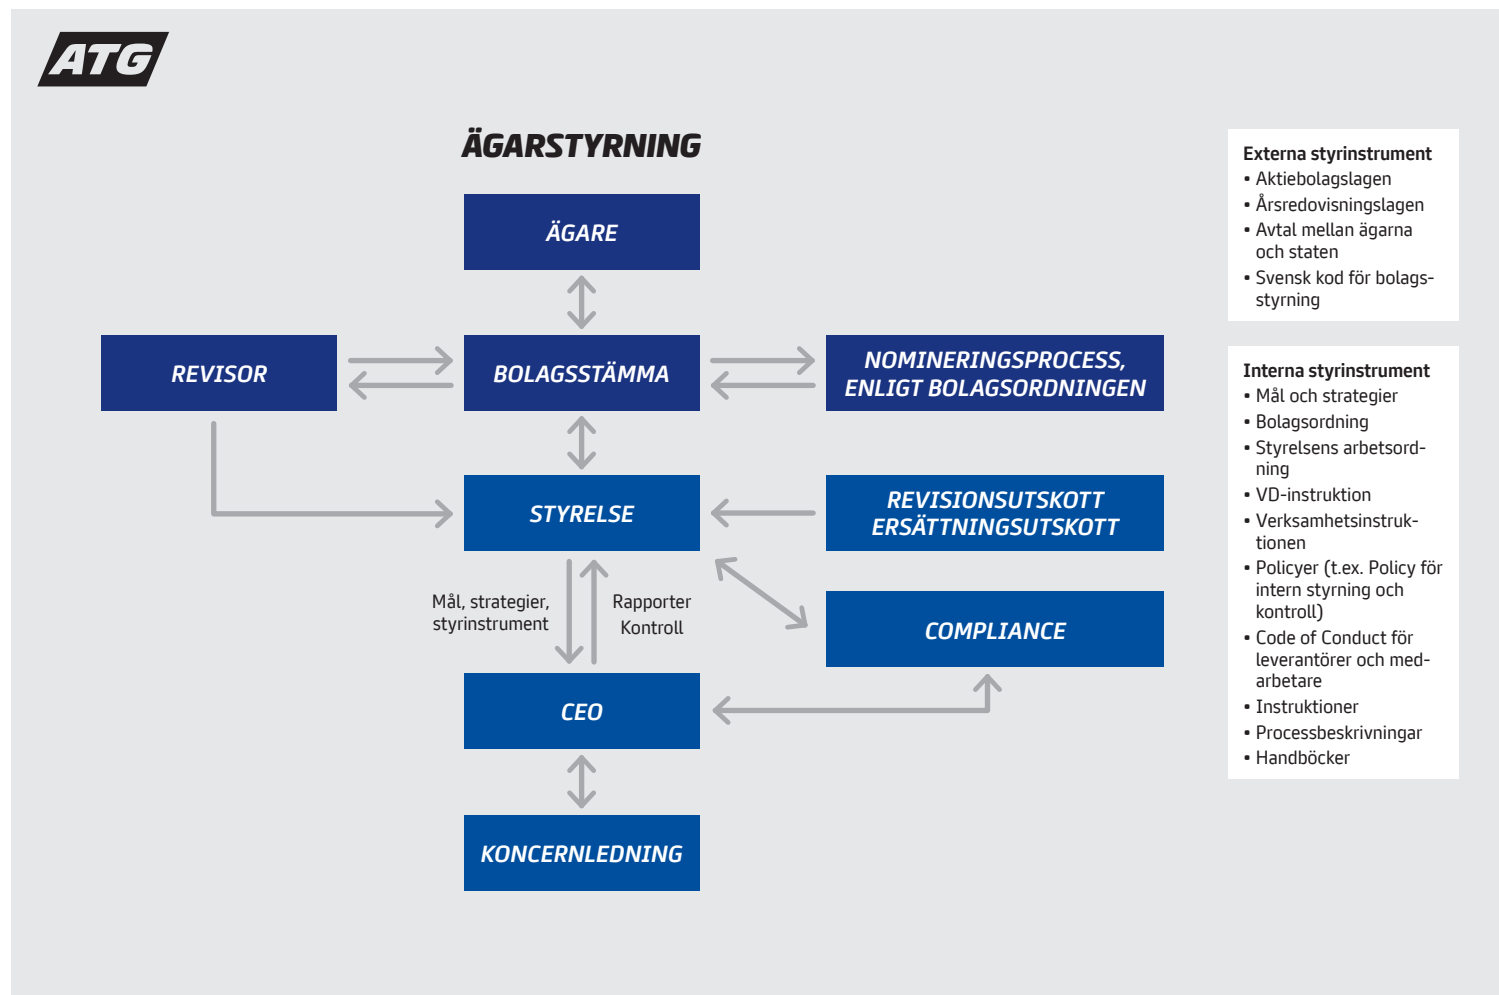 ATG
ÄGARSTYRNING
ÄGARE
REVISOR
BOLAGSSTÄMMA
NOMINERINGSPROCESS,
ENLIGT BOLAGSORDNINGEN
STYRELSE
REVISIONSUTSKOTT
ERSÄTTNINGSUTSKOTT
Mål, strategier,
styrinstrument
Rapporter
Kontroll
COMPLIANCE
CEO
KONCERNLEDNING
Externa styrinstrument
• Aktiebolagslagen
• Årsredovisningslagen
• Avtal mellan ägarna
och staten
• Svensk kod för bolags-
styrning
Interna styrinstrument
• Mål och strategier
• Bolagsordning
• Styrelsens arbetsord-
ning
• VD-instruktion
• Verksamhetsinstruk-
tionen
• Policyer (t.ex. Policy för
intern styrning och
kontroll)
• Code of Conduct för
leverantörer och med-
arbetare
• Instruktioner
• Processbeskrivningar
• Handböcker